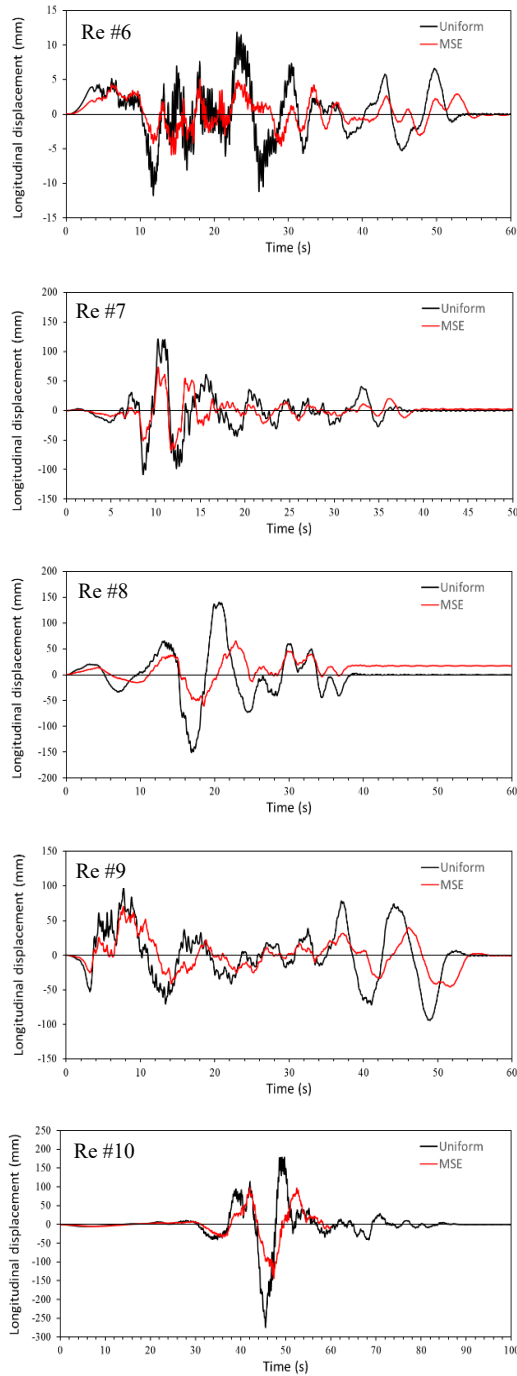 Re #6
Longitudinal displacement (mm)
15
10
5
0
-5
-10
15
Uniform
MSE
0 10 20 30 40 50 60
Time (s)
Re #7
Longitudinal displacement (mm)
200
150
100
50
0
-50
-100
-150
Uniform
MSE
0 5 10 15 20 25 30 35 40 45 50
Time (s)
Re #8
Longitudinal displacement (mm)
200
150
100
50
0
-50
-100
-150
-200
Uniform
MSE
0 10 20 30 40 50 60
Time (s)
Re #9
Longitudinal displacement (mm)
150
100
50
0
-50
-100
-150
Uniform
MSE
0 10 20 30 40 50 60
Time (s)
Re #10
Longitudinal displacement (mm)
250
200
150
100
50
0
-50
-100
-150
-200
-250
-300
Uniform
MSE
0 10 20 30 40 50 60 70 80 90 100
Time (s)